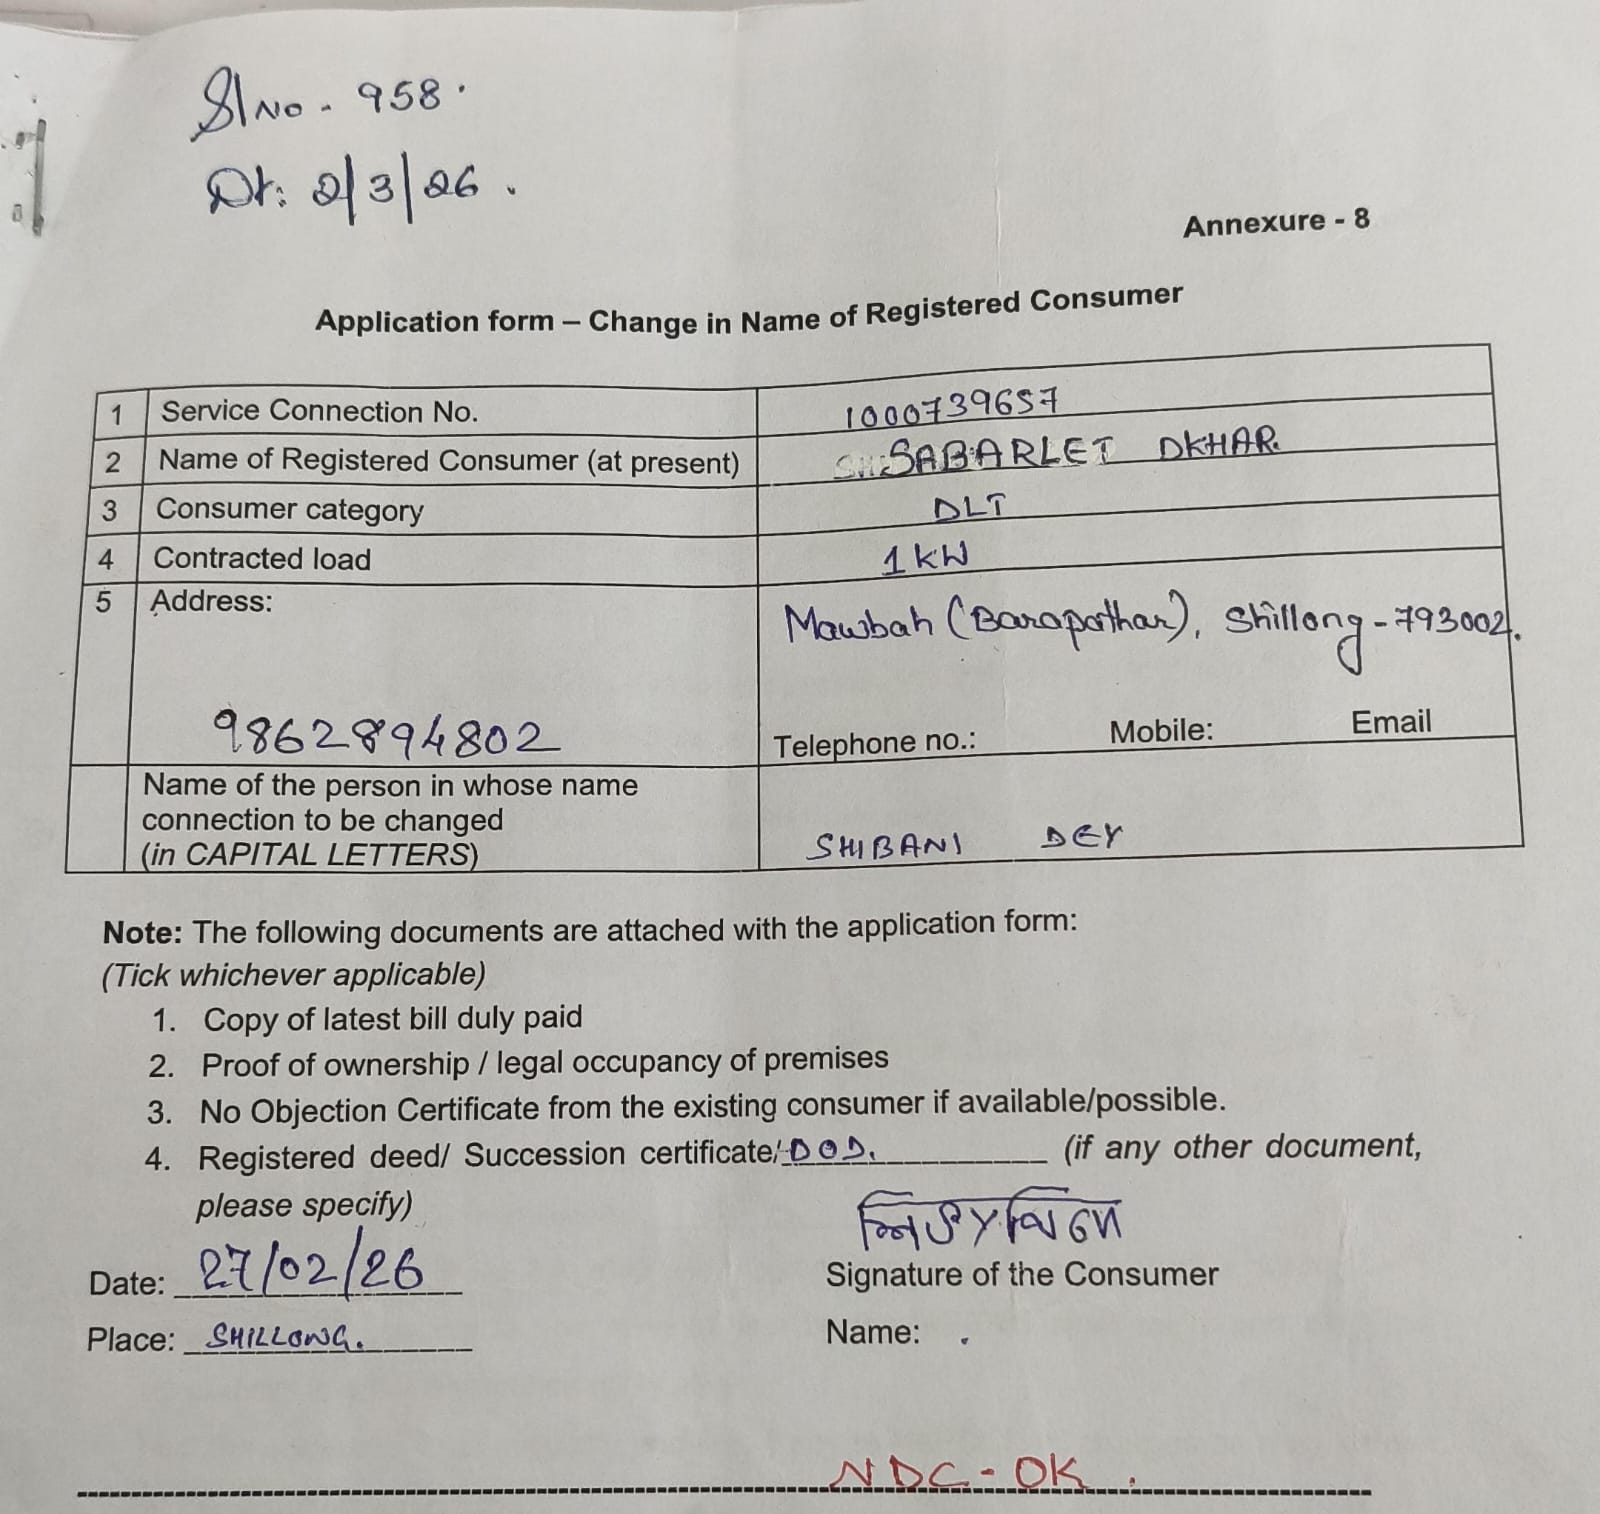 Sl No. 958.
Dt: 2/3/26.
Annexure - 8
Application form – Change in Name of Registered Consumer
1 Service Connection No. 1000739657
2 Name of Registered Consumer (at present) SABARLET DKHAR.
3 Consumer category DLT
4 Contracted load 1 KW
5 Address: Mawbah (Barapathar), Shillong - 793002.
9862894802 Telephone no.: Mobile: Email
Name of the person in whose name
connection to be changed
(in CAPITAL LETTERS) SHIBANI DEY
Note: The following documents are attached with the application form:
(Tick whichever applicable)
1. Copy of latest bill duly paid
2. Proof of ownership / legal occupancy of premises
3. No Objection Certificate from the existing consumer if available/possible.
4. Registered deed/ Succession certificate/ DOD. (if any other document,
please specify)
Date: 27/02/26
Signature of the Consumer
Place: SHILLONG.
Name:
NDC - OK.